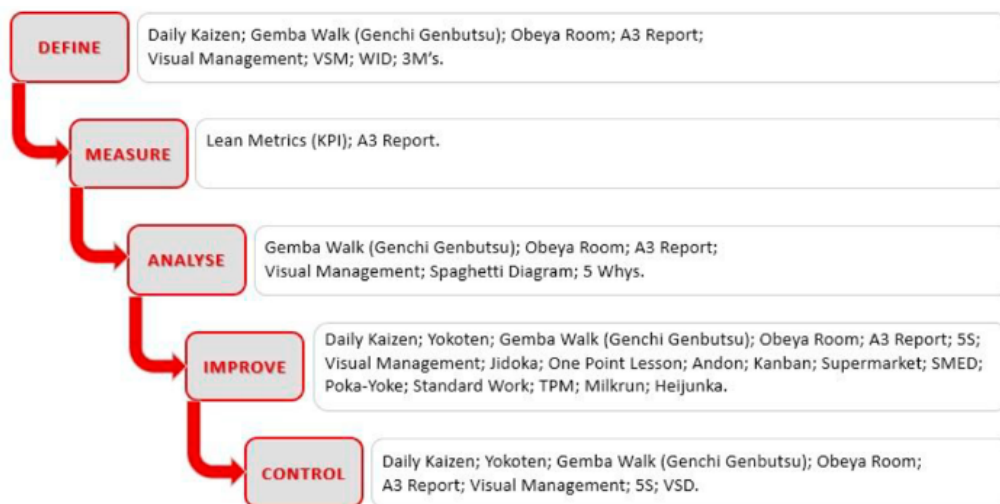 DEFINE
Daily Kaizen; Gemba Walk (Genchi Genbutsu); Obeya Room; A3 Report;
Visual Management; VSM; WID; 3M's.
MEASURE
Lean Metrics (KPI); A3 Report.
ANALYSE
Gemba Walk (Genchi Genbutsu); Obeya Room; A3 Report;
Visual Management; Spaghetti Diagram; 5 Whys.
IMPROVE
Daily Kaizen; Yokoten; Gemba Walk (Genchi Genbutsu); Obeya Room; A3 Report; 5S;
Visual Management; Jidoka; One Point Lesson; Andon; Kanban; Supermarket; SMED;
Poka-Yoke; Standard Work; TPM; Milkrun; Heijunka.
CONTROL
Daily Kaizen; Yokoten; Gemba Walk (Genchi Genbutsu); Obeya Room;
A3 Report; Visual Management; 5S; VSD.